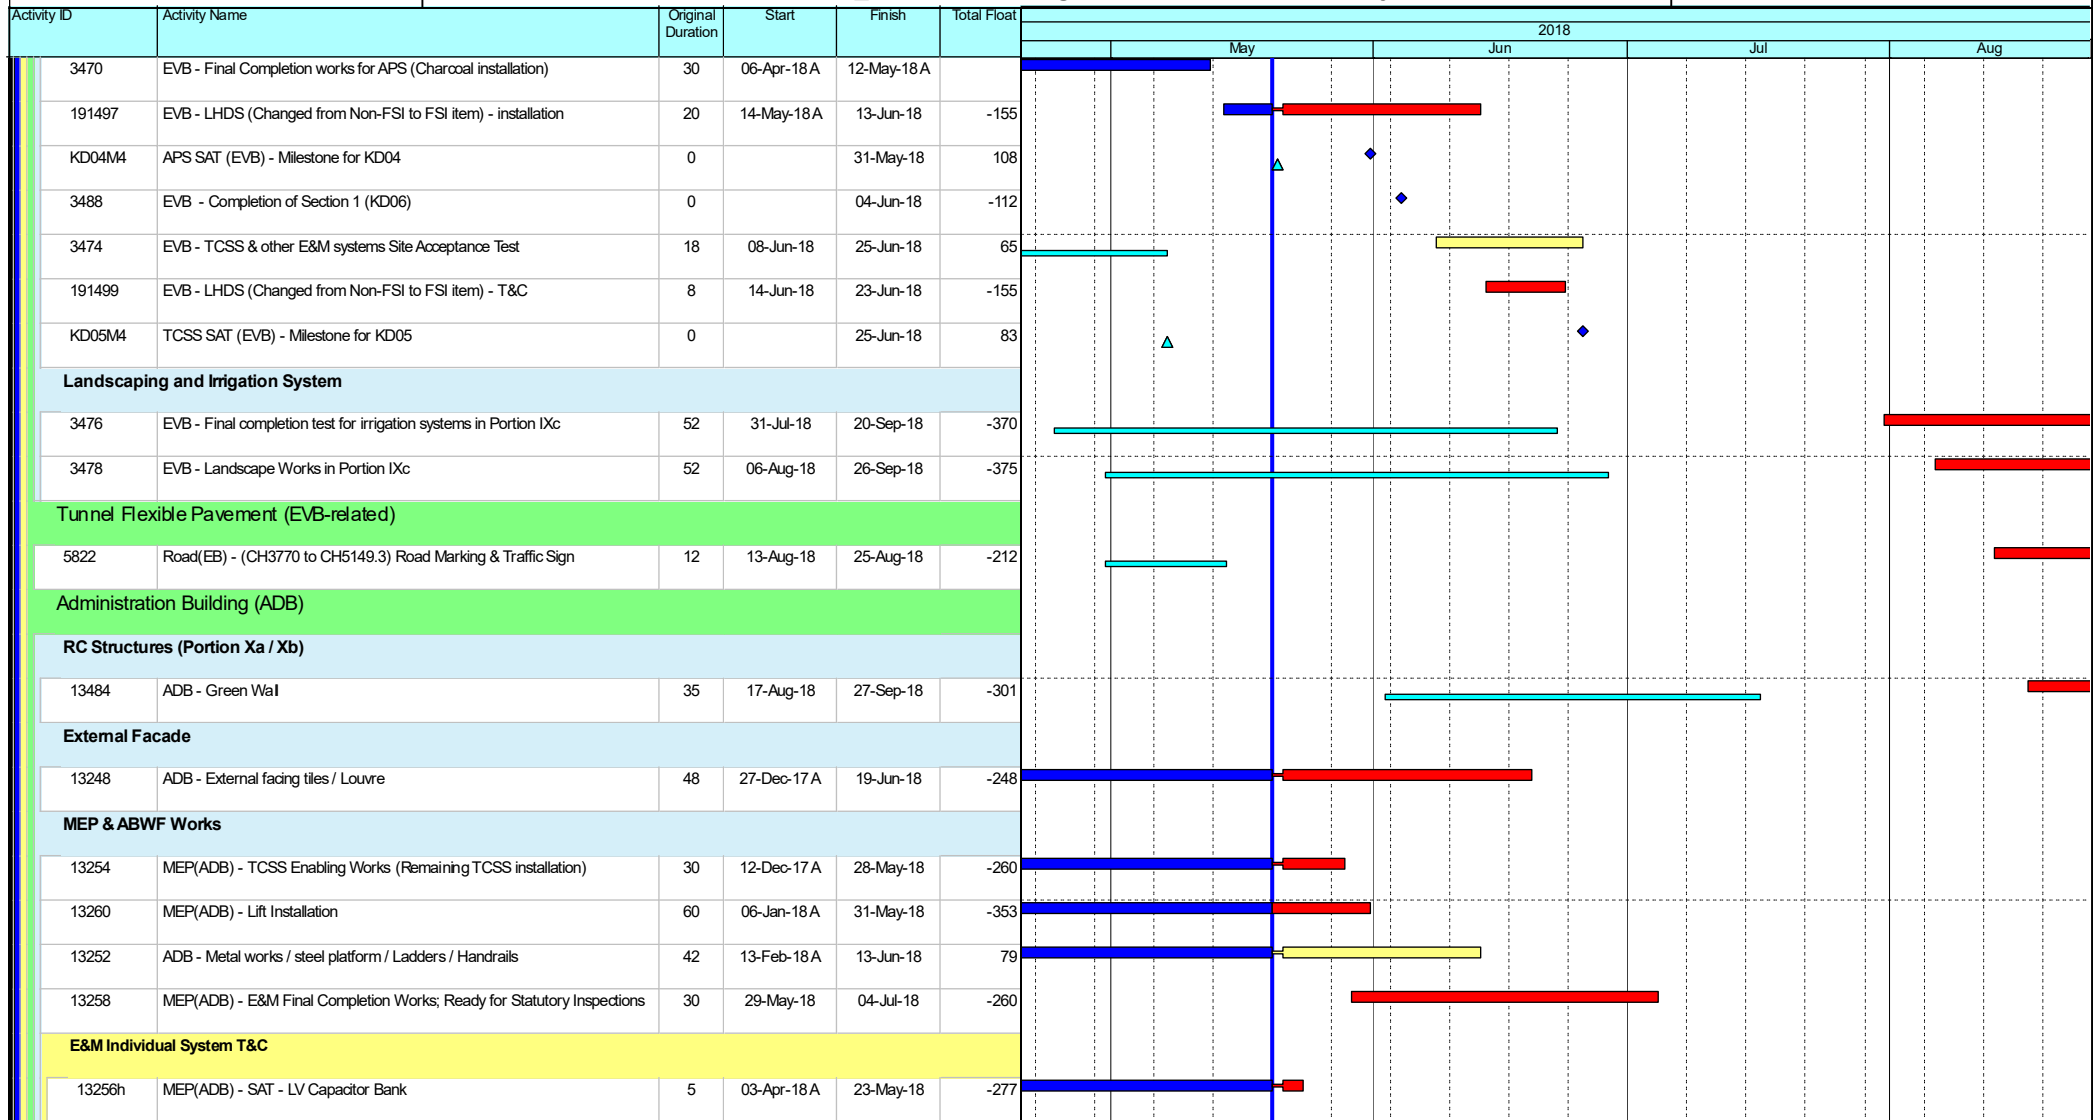 Activity ID Activity Name Original Duration Start Finish Total Float
2018
May Jun Jul Aug
3470 EVB - Final Completion works for APS (Charcoal installation) 30 06-Apr-18 A 12-May-18 A
191497 EVB - LHDS (Changed from Non-FSI to FSI item) - installation 20 14-May-18 A 13-Jun-18 -155
KD04M4 APS SAT (EVB) - Milestone for KD04 0 31-May-18 108
3488 EVB - Completion of Section 1 (KD06) 0 04-Jun-18 -112
3474 EVB - TCSS & other E&M systems Site Acceptance Test 18 08-Jun-18 25-Jun-18 65
191499 EVB - LHDS (Changed from Non-FSI to FSI item) - T&C 8 14-Jun-18 23-Jun-18 -155
KD05M4 TCSS SAT (EVB) - Milestone for KD05 0 25-Jun-18 83
Landscaping and Irrigation System
3476 EVB - Final completion test for irrigation systems in Portion IXc 52 31-Jul-18 20-Sep-18 -370
3478 EVB - Landscape Works in Portion IXc 52 06-Aug-18 26-Sep-18 -375
Tunnel Flexible Pavement (EVB-related)
5822 Road(EB) - (CH3770 to CH5149.3) Road Marking & Traffic Sign 12 13-Aug-18 25-Aug-18 -212
Administration Building (ADB)
RC Structures (Portion Xa / Xb)
13484 ADB - Green Wall 35 17-Aug-18 27-Sep-18 -301
External Facade
13248 ADB - External facing tiles / Louvre 48 27-Dec-17 A 19-Jun-18 -248
MEP & ABWF Works
13254 MEP(ADB) - TCSS Enabling Works (Remaining TCSS installation) 30 12-Dec-17 A 28-May-18 -260
13260 MEP(ADB) - Lift Installation 60 06-Jan-18 A 31-May-18 -353
13252 ADB - Metal works / steel platform / Ladders / Handrails 42 13-Feb-18 A 13-Jun-18 79
13258 MEP(ADB) - E&M Final Completion Works; Ready for Statutory Inspections 30 29-May-18 04-Jul-18 -260
E&M Individual System T&C
13256h MEP(ADB) - SAT - LV Capacitor Bank 5 03-Apr-18 A 23-May-18 -277